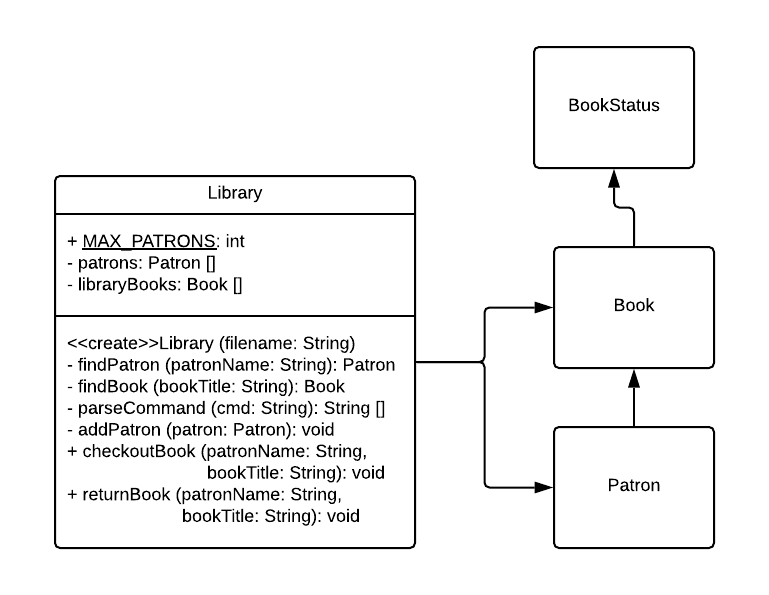 BookStatus
Library
+ MAX_PATRONS: int
- patrons: Patron []
- libraryBooks: Book []
<<create>>Library (filename: String)
- findPatron (patronName: String): Patron
- findBook (bookTitle: String): Book
- parseCommand (cmd: String): String []
- addPatron (patron: Patron): void
+ checkoutBook (patronName: String,
bookTitle: String): void
+ returnBook (patronName: String,
bookTitle: String): void
Book
Patron